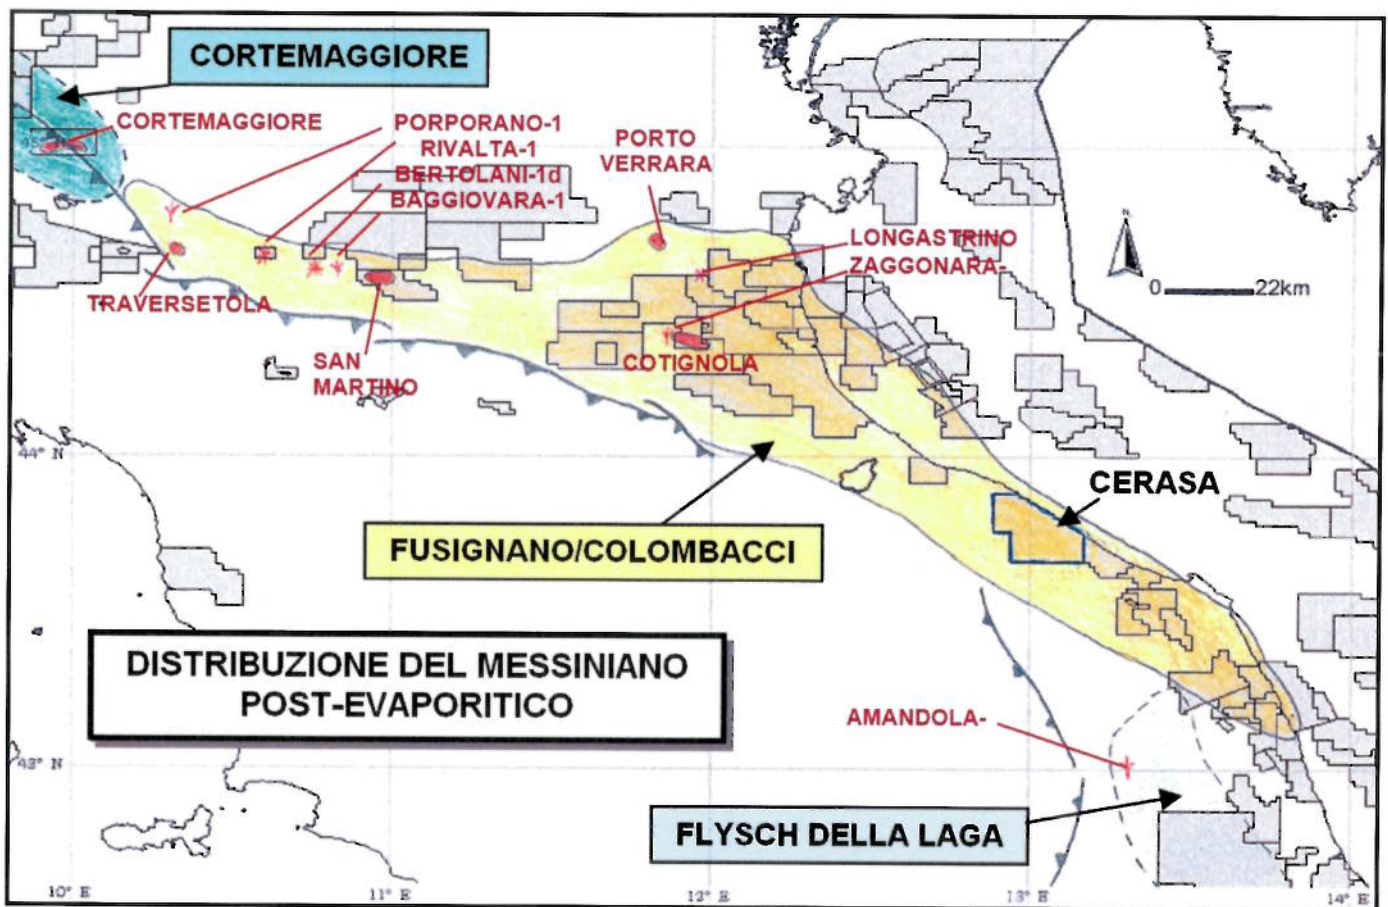 CORTEMAGGIORE
CORTEMAGGIORE
PORPORANO-1
RIVALTA-1
BERTOLANI-1d
BAGGIOVARA-1
PORTO
VERRARA
N
LONGASTRINO
ZAGGONARA-
0 22km
TRAVERSETOLA
SAN
MARTINO
COTIGNOLA
44° N
CERASA
FUSIGNANO/COLOMBACCI
DISTRIBUZIONE DEL MESSINIANO
POST-EVAPORITICO
AMANDOLA-
43° N
FLYSCH DELLA LAGA
10° E 11° E 12° E 13° E 14° E